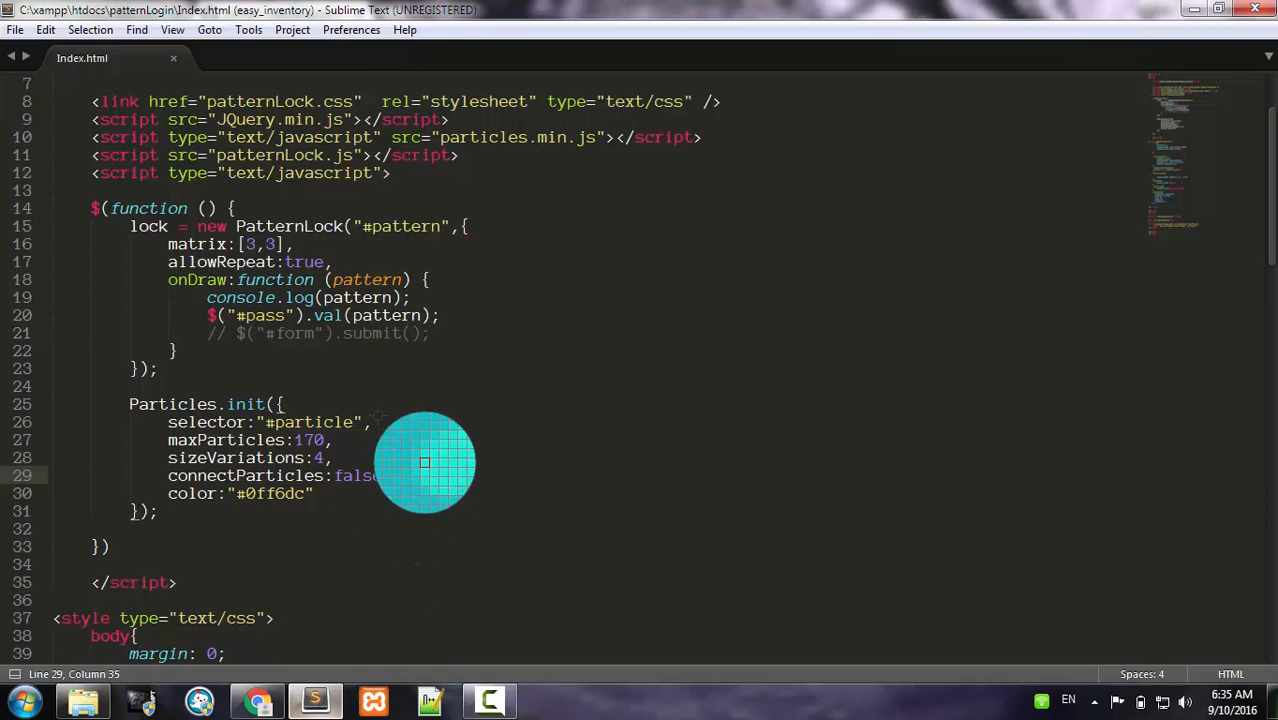 C:\xampp\htdocs\patternLogin\Index.html (easy_inventory) - Sublime Text (UNREGISTERED)
File Edit Selection Find View Goto Tools Project Preferences Help
Index.html ×
7
8 <link href="patternLock.css"  rel="stylesheet" type="text/css" />
9 <script src="JQuery.min.js"></script>
10 <script type="text/javascript" src="particles.min.js"></script>
11 <script src="patternLock.js"></script>
12 <script type="text/javascript">
13
14 $(function () {
15 lock = new PatternLock("#pattern",{
16 matrix:[3,3],
17 allowRepeat:true,
18 onDraw:function (pattern) {
19 console.log(pattern);
20 $("#pass").val(pattern);
21 // $("#form").submit();
22 }
23 });
24
25 Particles.init({
26 selector:"#particle",
27 maxParticles:170,
28 sizeVariations:4,
29 connectParticles:false
30 color:"#0ff6dc"
31 });
32
33 })
34
35 </script>
36
37 <style type="text/css">
38 body{
39 margin: 0;
Line 29, Column 35 Spaces: 4 HTML
EN 6:35 AM
9/10/2016